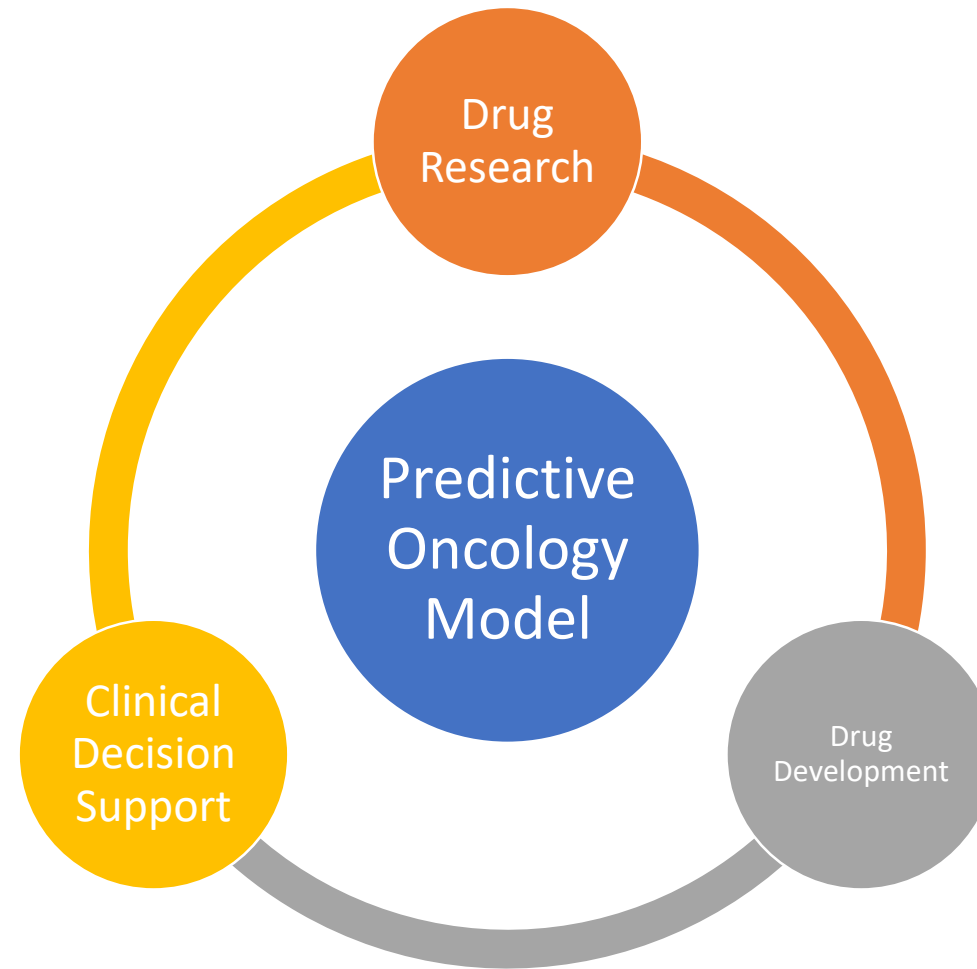 Drug
Research
Predictive
Oncology
Model
Clinical
Decision
Support
Drug
Development